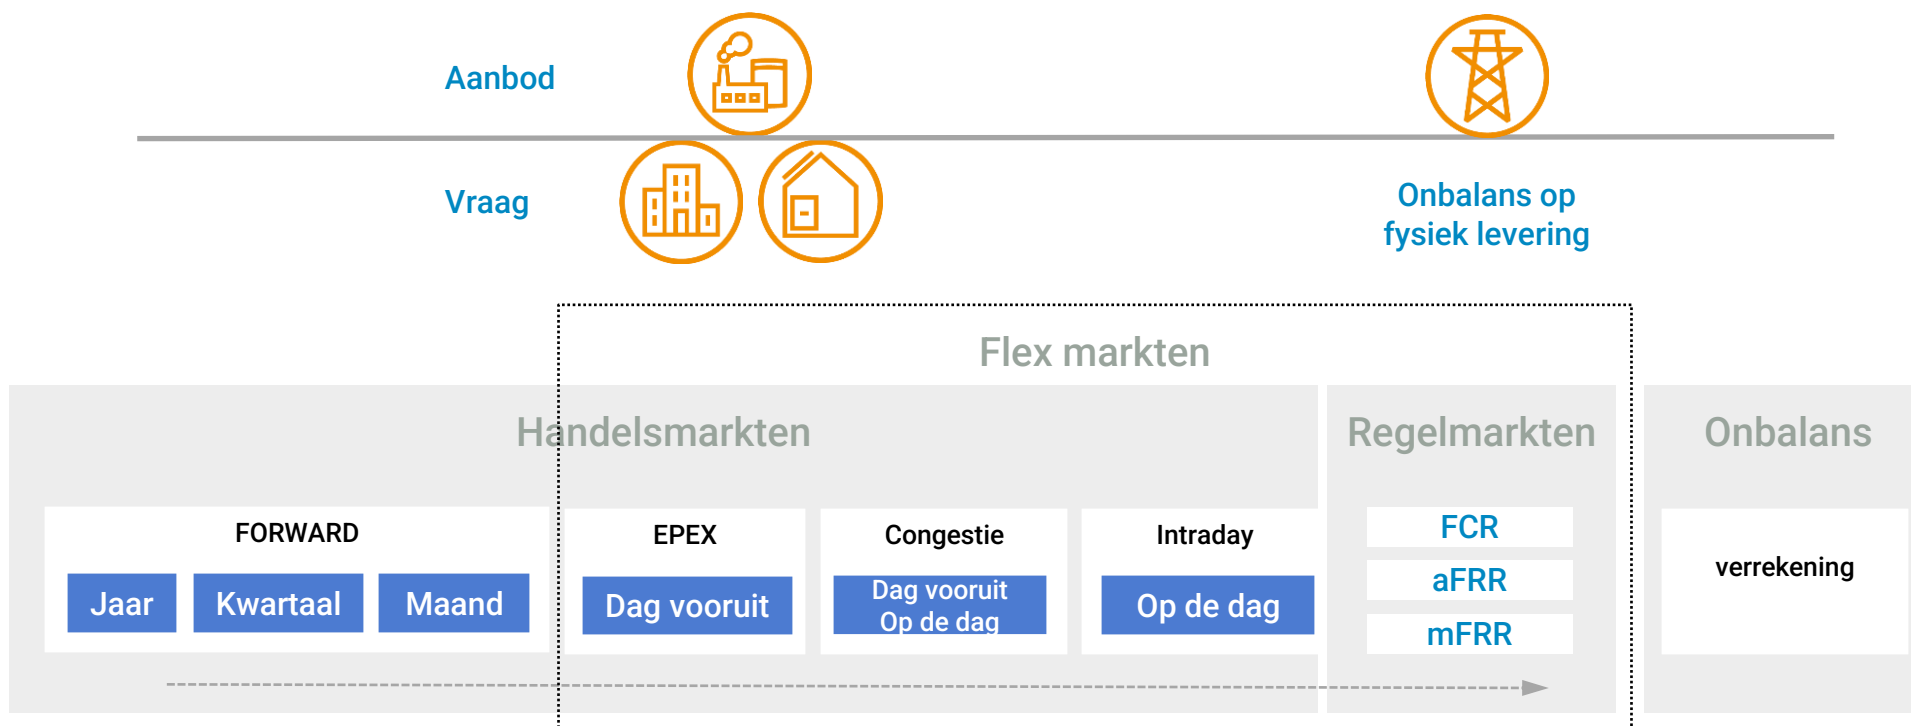 Aanbod
Vraag
Onbalans op
fysiek levering
Flex markten
Handelsmarkten
Regelmarkten
Onbalans
FORWARD
Jaar
Kwartaal
Maand
EPEX
Dag vooruit
Congestie
Dag vooruit
Op de dag
Intraday
Op de dag
FCR
aFRR
mFRR
verrekening